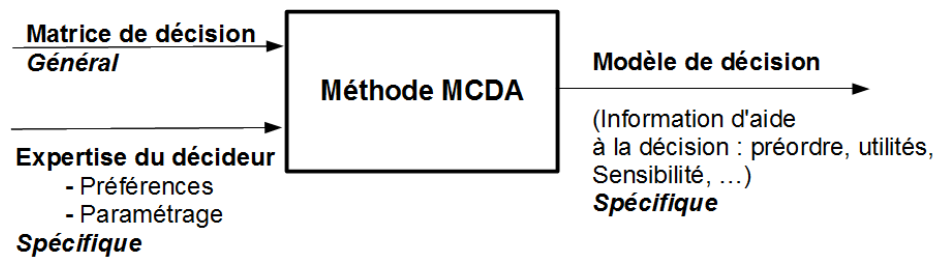 Matrice de décision
Général
Expertise du décideur
- Préférences
- Paramétrage
Spécifique
Méthode MCDA
Modèle de décision
(Information d'aide
à la décision : préordre, utilités,
Sensibilité, ...)
Spécifique